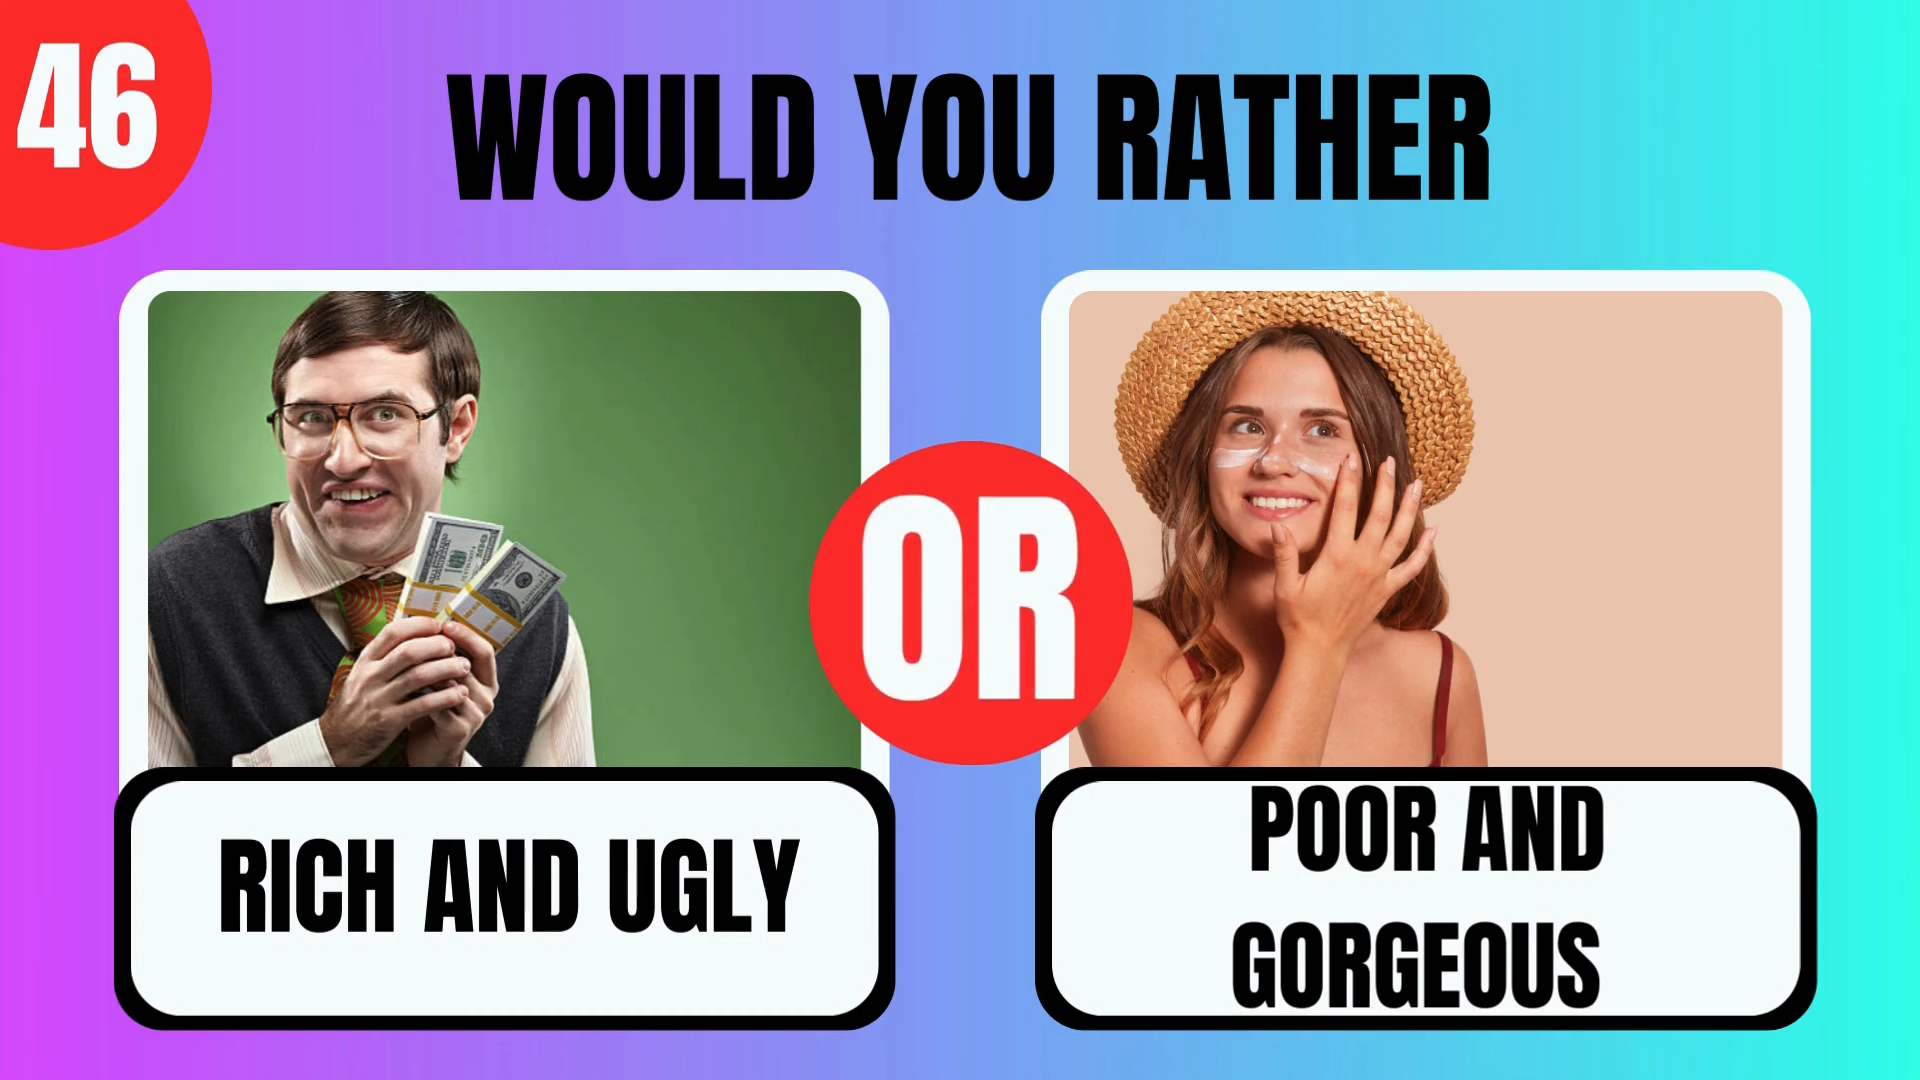 46
WOULD YOU RATHER
OR
RICH AND UGLY
POOR AND
GORGEOUS